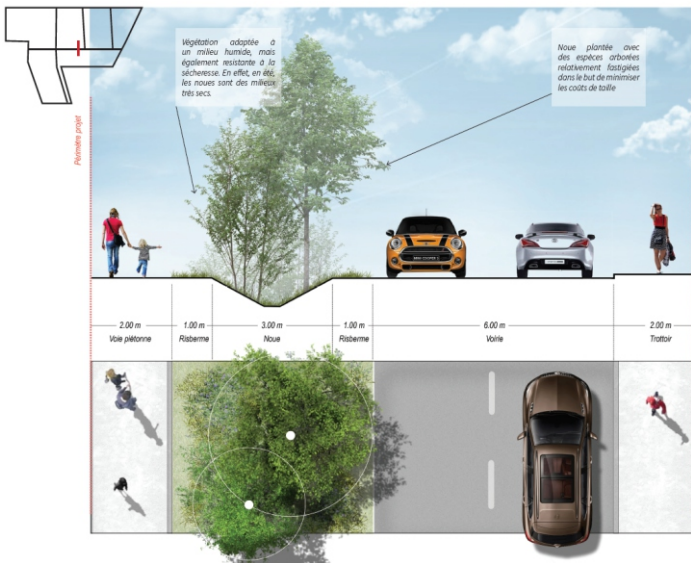 Végétation adaptée à
un milieu humide, mais
également resistante à la
sècheresse. En effet, en été,
les noues sont des milieux
très secs.
Noue plantée avec
des espèces arborées
relativement fastigiées
dans le but de minimiser
les coûts de taille
Périmètre projet
2.00 m
Voie piétonne
1.00 m
Risberme
3.00 m
Noue
1.00 m
Risberme
6.00 m
Voirie
2.00 m
Trottoir